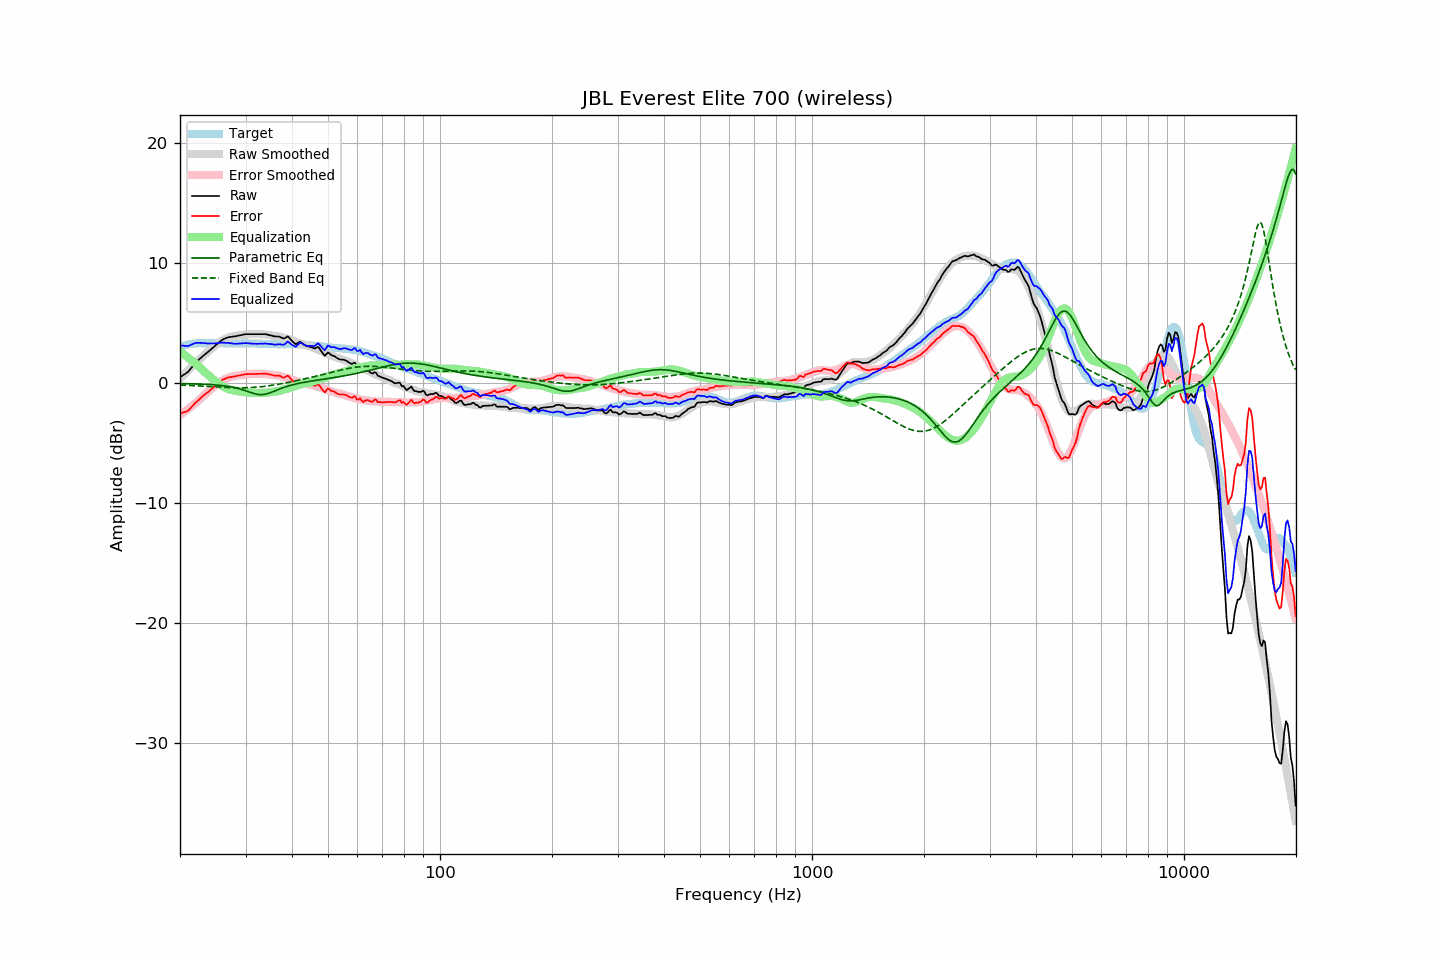 JBL Everest Elite 700 (wireless)
Target
Raw Smoothed
Error Smoothed
Raw
Error
Equalization
Parametric Eq
Fixed Band Eq
Equalized
20
10
0
−10
−20
−30
Amplitude (dBr)
100
1000
10000
Frequency (Hz)